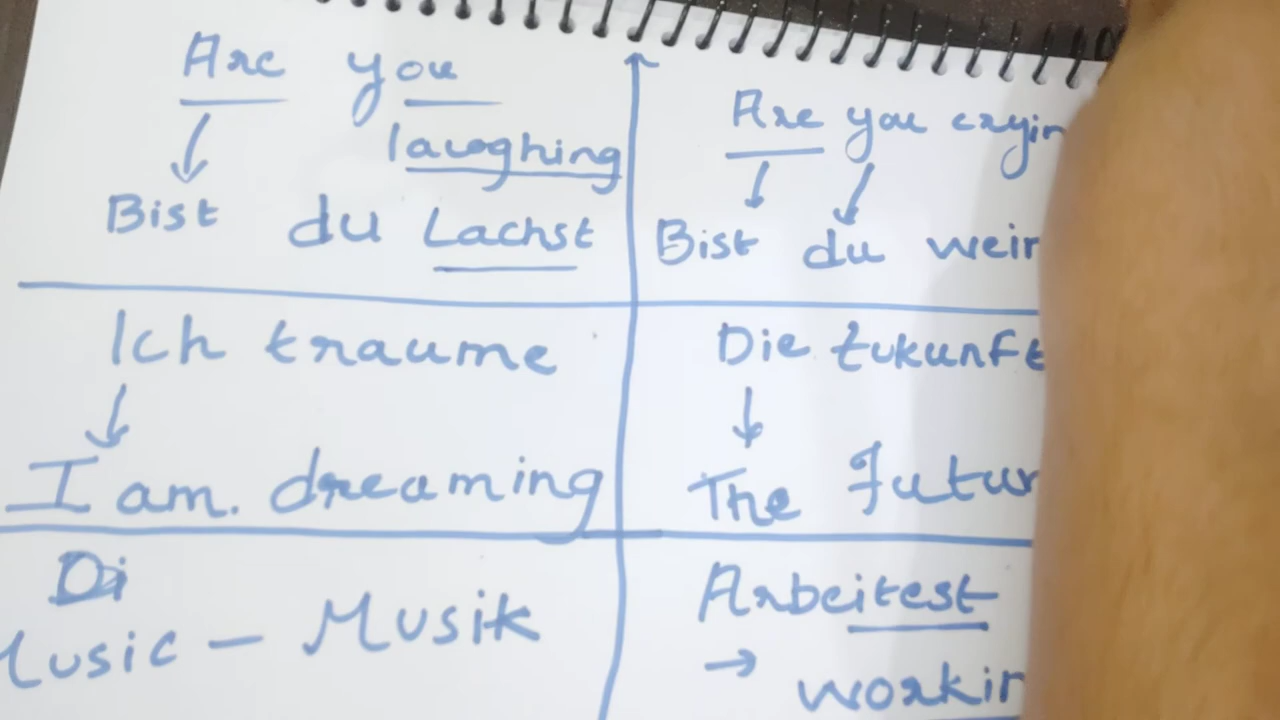 Are you
laughing
Bist du Lachst
Are you cryin
Bist du wein
Ich traume
I am. dreaming
Die Zukunft
The Futur
Di
Music - Musik
Arbeitest
→ workin